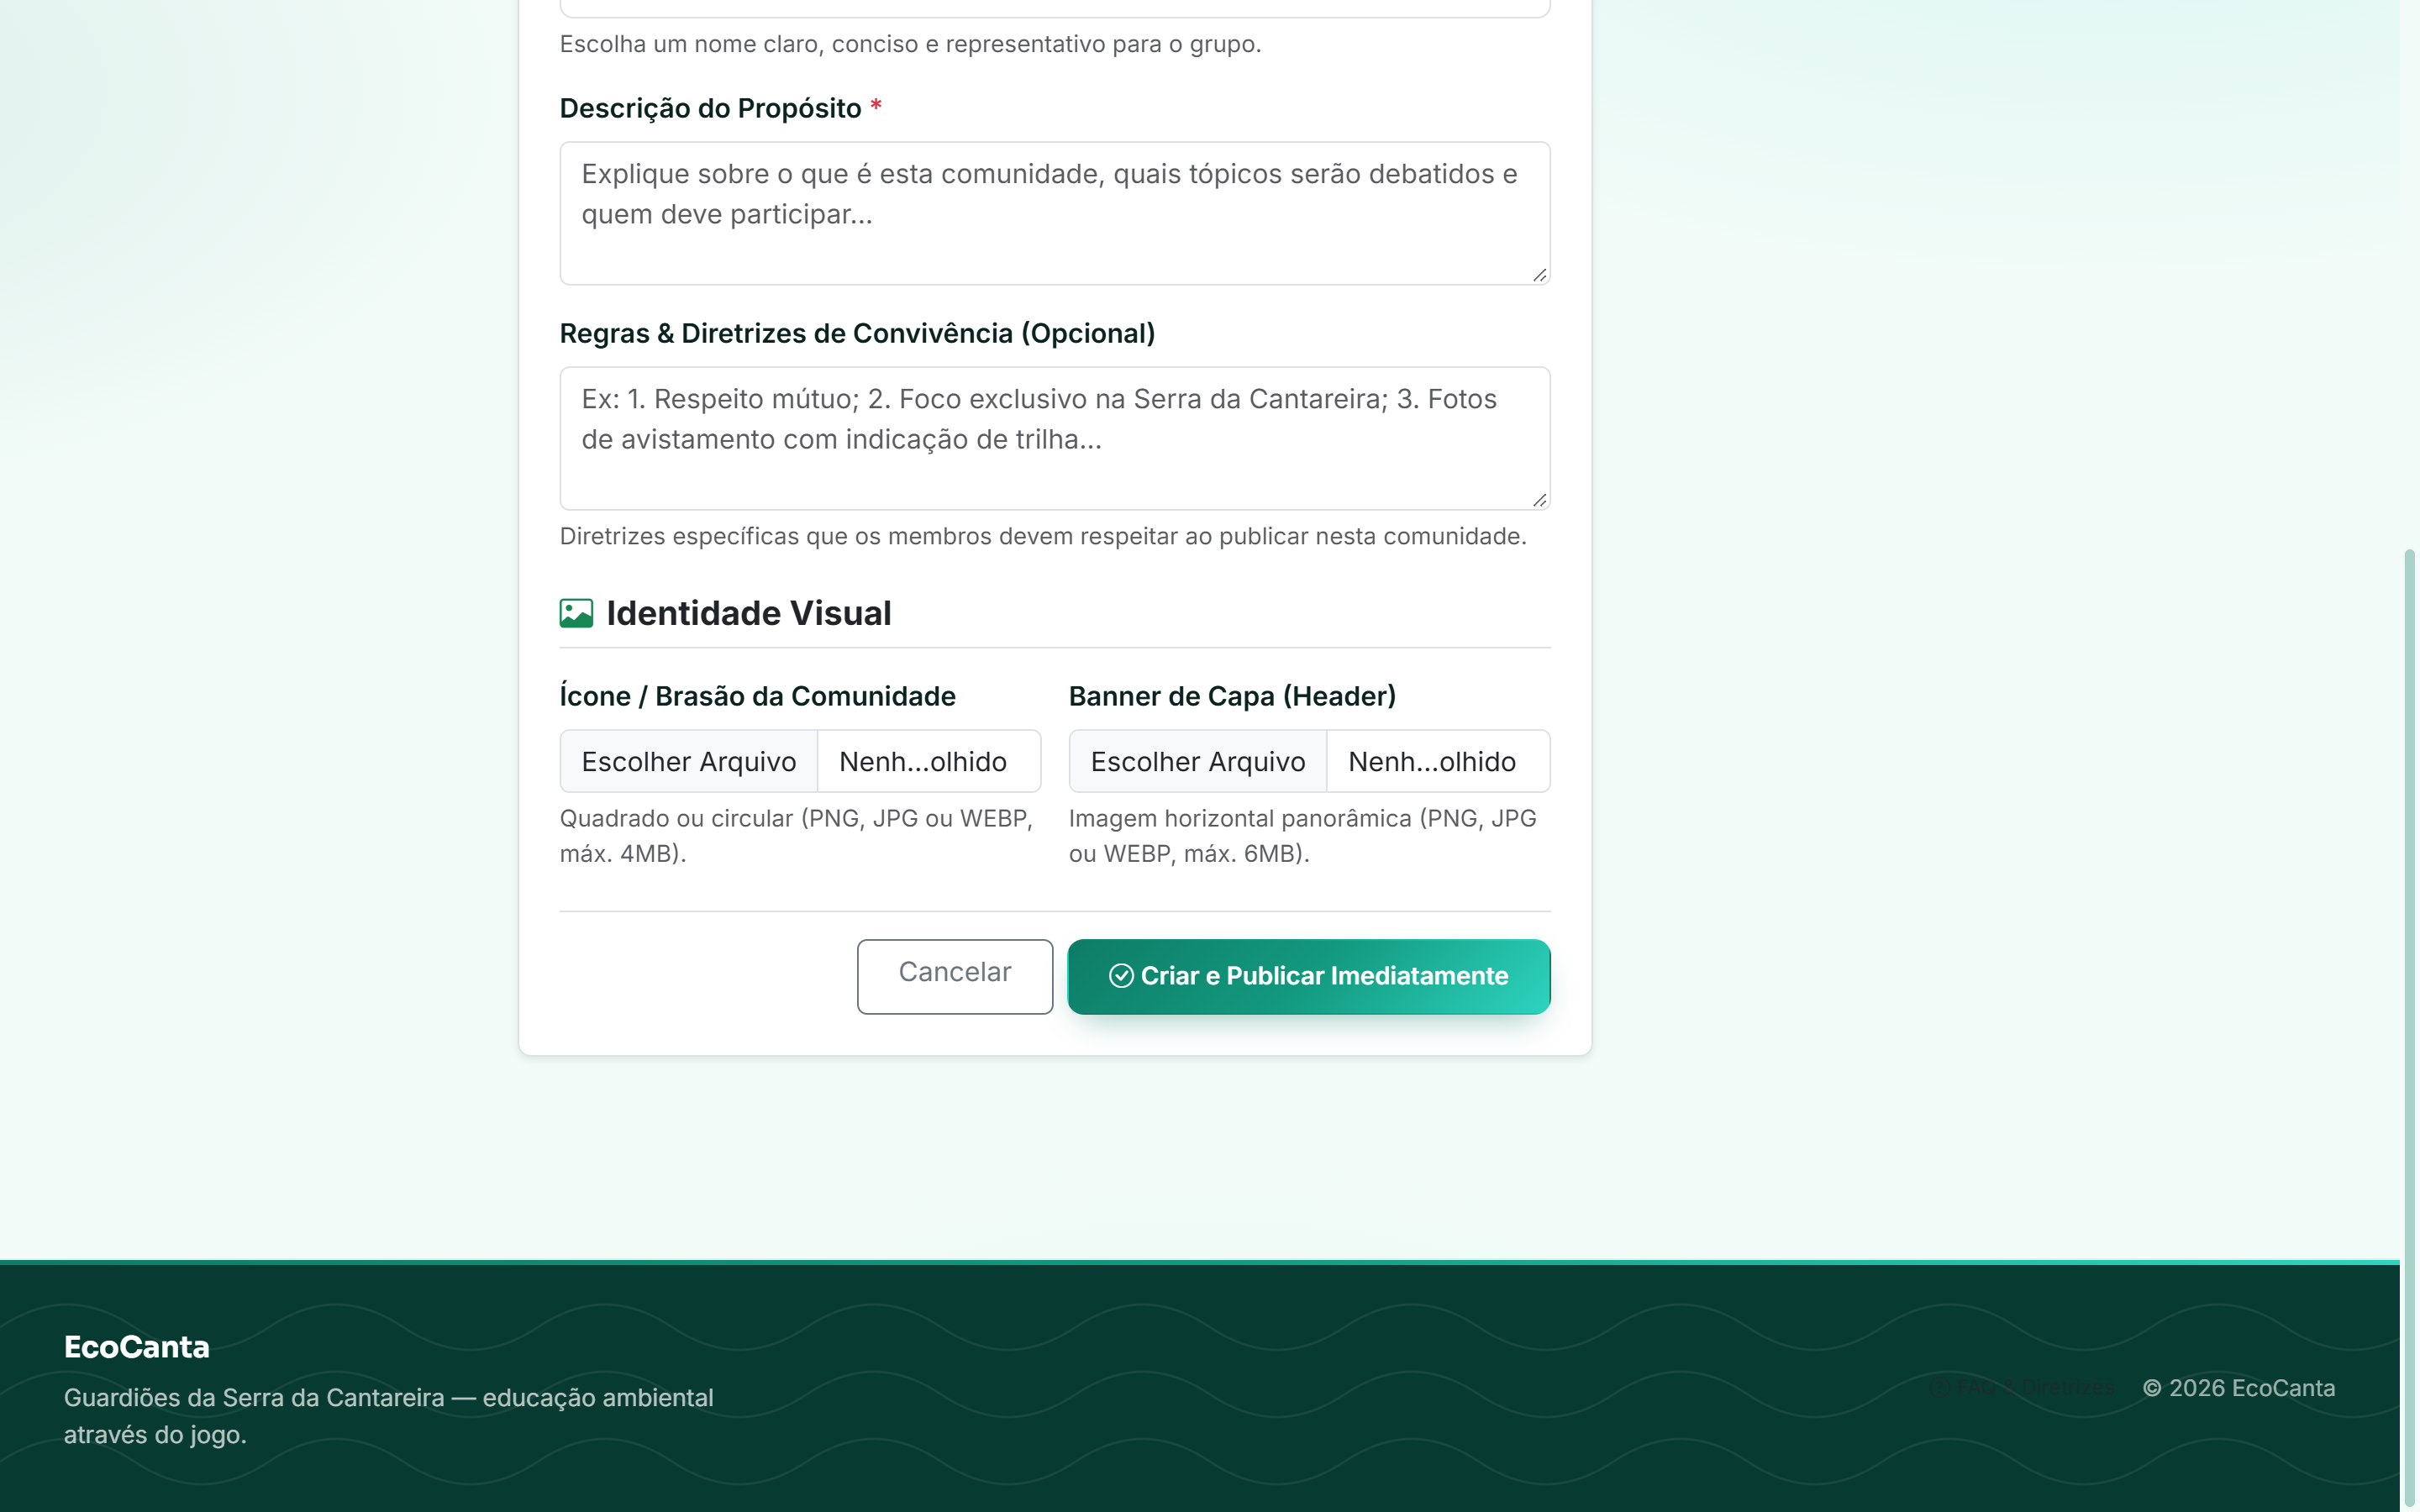 Escolha um nome claro, conciso e representativo para o grupo.
Descrição do Propósito *
Explique sobre o que é esta comunidade, quais tópicos serão debatidos e
quem deve participar...
Regras & Diretrizes de Convivência (Opcional)
Ex: 1. Respeito mútuo; 2. Foco exclusivo na Serra da Cantareira; 3. Fotos
de avistamento com indicação de trilha...
Diretrizes específicas que os membros devem respeitar ao publicar nesta comunidade.
Identidade Visual
Ícone / Brasão da Comunidade
Escolher Arquivo Nenh...olhido
Quadrado ou circular (PNG, JPG ou WEBP,
máx. 4MB).
Banner de Capa (Header)
Escolher Arquivo Nenh...olhido
Imagem horizontal panorâmica (PNG, JPG
ou WEBP, máx. 6MB).
Cancelar
Criar e Publicar Imediatamente
EcoCanta
Guardiões da Serra da Cantareira — educação ambiental
através do jogo.
FAQ & Diretrizes
© 2026 EcoCanta